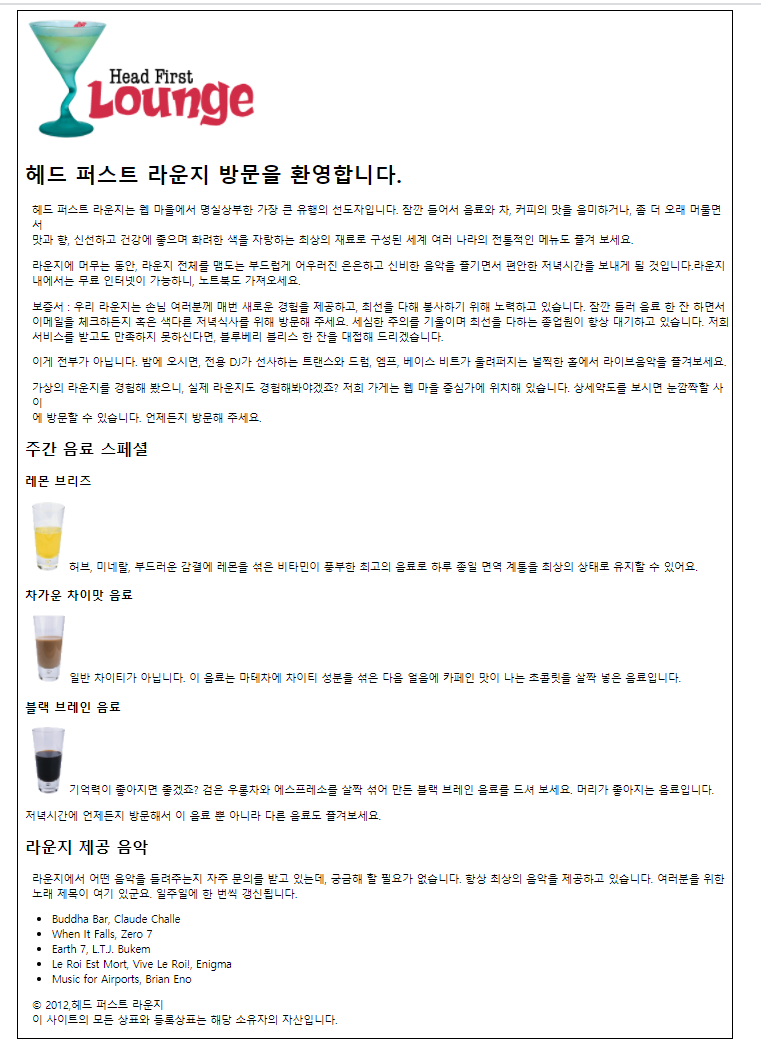 Head First
Lounge
헤드 퍼스트 라운지 방문을 환영합니다.
헤드 퍼스트 라운지는 웹 마을에서 명실상부한 가장 큰 유행의 선도자입니다. 잠깐 들어서 음료와 차, 커피의 맛을 음미하거나, 좀 더 오래 머물면
서
맛과 향, 신선하고 건강에 좋으며 화려한 색을 자랑하는 최상의 재료로 구성된 세계 여러 나라의 전통적인 메뉴도 즐겨 보세요.
라운지에 머무는 동안, 라운지 전체를 맴도는 부드럽게 어우러진 은은하고 신비한 음악을 즐기면서 편안한 저녁시간을 보내게 될 것입니다.라운지
내에서는 무료 인터넷이 가능하니, 노트북도 가져오세요.
보증서 : 우리 라운지는 손님 여러분께 매번 새로운 경험을 제공하고, 최선을 다해 봉사하기 위해 노력하고 있습니다. 잠깐 들러 음료 한 잔 하면서
이메일을 체크하든지 혹은 색다른 저녁식사를 위해 방문해 주세요. 세심한 주의를 기울이며 최선을 다하는 종업원이 항상 대기하고 있습니다. 저희
서비스를 받고도 만족하지 못하신다면, 블루베리 블리스 한 잔을 대접해 드리겠습니다.
이게 전부가 아닙니다. 밤에 오시면, 전용 DJ가 선사하는 트랜스와 드럼, 엠프, 베이스 비트가 울려퍼지는 널찍한 홀에서 라이브음악을 즐겨보세요.
가상의 라운지를 경험해 봤으니, 실제 라운지도 경험해봐야겠죠? 저희 가게는 웹 마을 중심가에 위치해 있습니다. 상세약도를 보시면 눈깜짝할 사
이
에 방문할 수 있습니다. 언제든지 방문해 주세요.
주간 음료 스페셜
레몬 브리즈
허브, 미네랄, 부드러운 감결에 레몬을 섞은 비타민이 풍부한 최고의 음료로 하루 종일 면역 계통을 최상의 상태로 유지할 수 있어요.
차가운 차이맛 음료
일반 차이티가 아닙니다. 이 음료는 마테차에 차이티 성분을 섞은 다음 얼음에 카페인 맛이 나는 초콜릿을 살짝 넣은 음료입니다.
블랙 브레인 음료
기억력이 좋아지면 좋겠죠? 검은 우롱차와 에스프레소를 살짝 섞어 만든 블랙 브레인 음료를 드셔 보세요. 머리가 좋아지는 음료입니다.
저녁시간에 언제든지 방문해서 이 음료 뿐 아니라 다른 음료도 즐겨보세요.
라운지 제공 음악
라운지에서 어떤 음악을 들려주는지 자주 문의를 받고 있는데, 궁금해 할 필요가 없습니다. 항상 최상의 음악을 제공하고 있습니다. 여러분을 위한
노래 제목이 여기 있군요. 일주일에 한 번씩 갱신됩니다.
• Buddha Bar, Claude Challe
• When It Falls, Zero 7
• Earth 7, L.T.J. Bukem
• Le Roi Est Mort, Vive Le Roi!, Enigma
• Music for Airports, Brian Eno
© 2012,헤드 퍼스트 라운지
이 사이트의 모든 상표와 등록상표는 해당 소유자의 자산입니다.